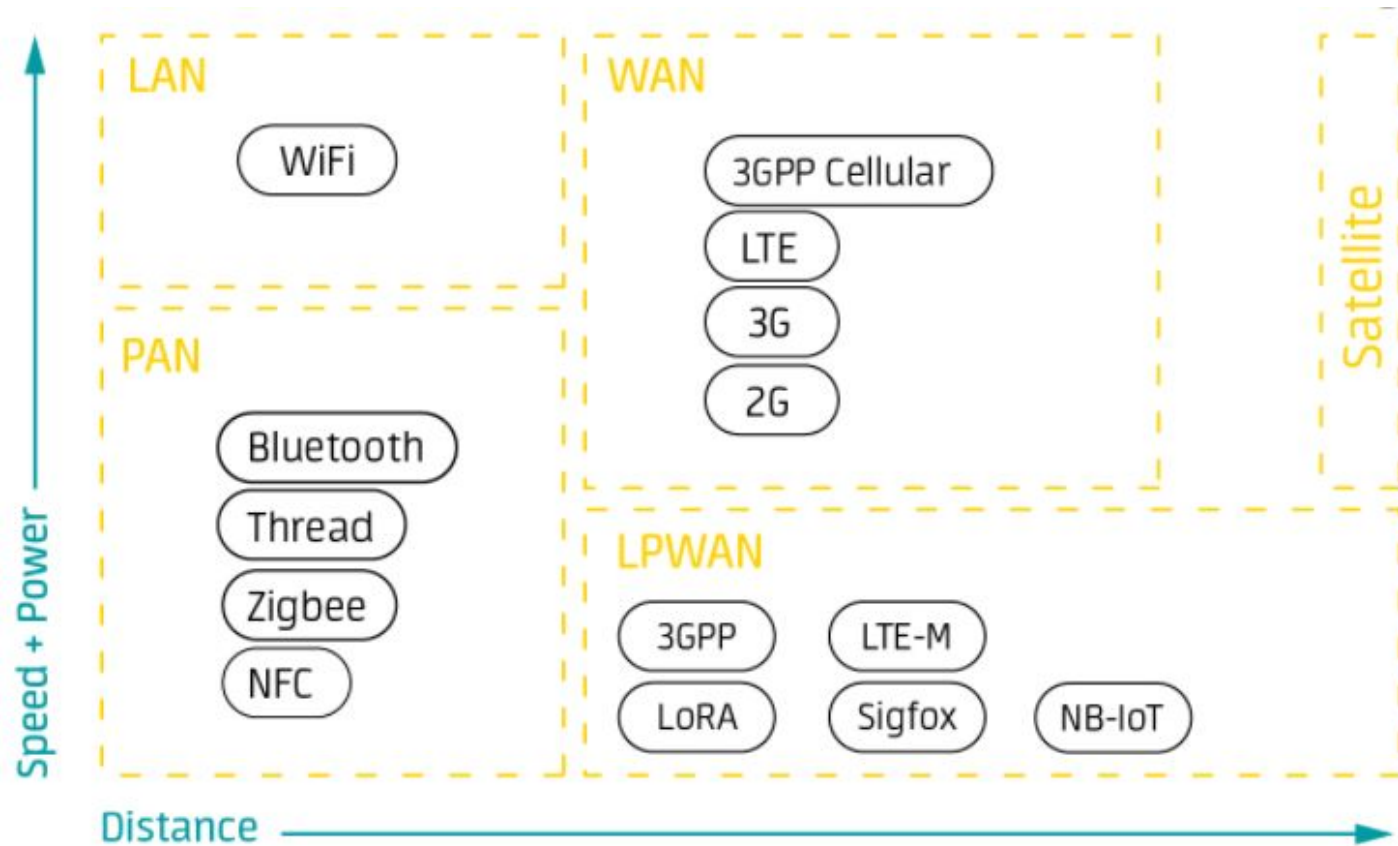 LAN
WiFi
WAN
3GPP Cellular
LTE
3G
2G
Satellite
PAN
Bluetooth
Thread
Zigbee
NFC
LPWAN
3GPP
LTE-M
LoRA
Sigfox
NB-IoT
Speed + Power
Distance